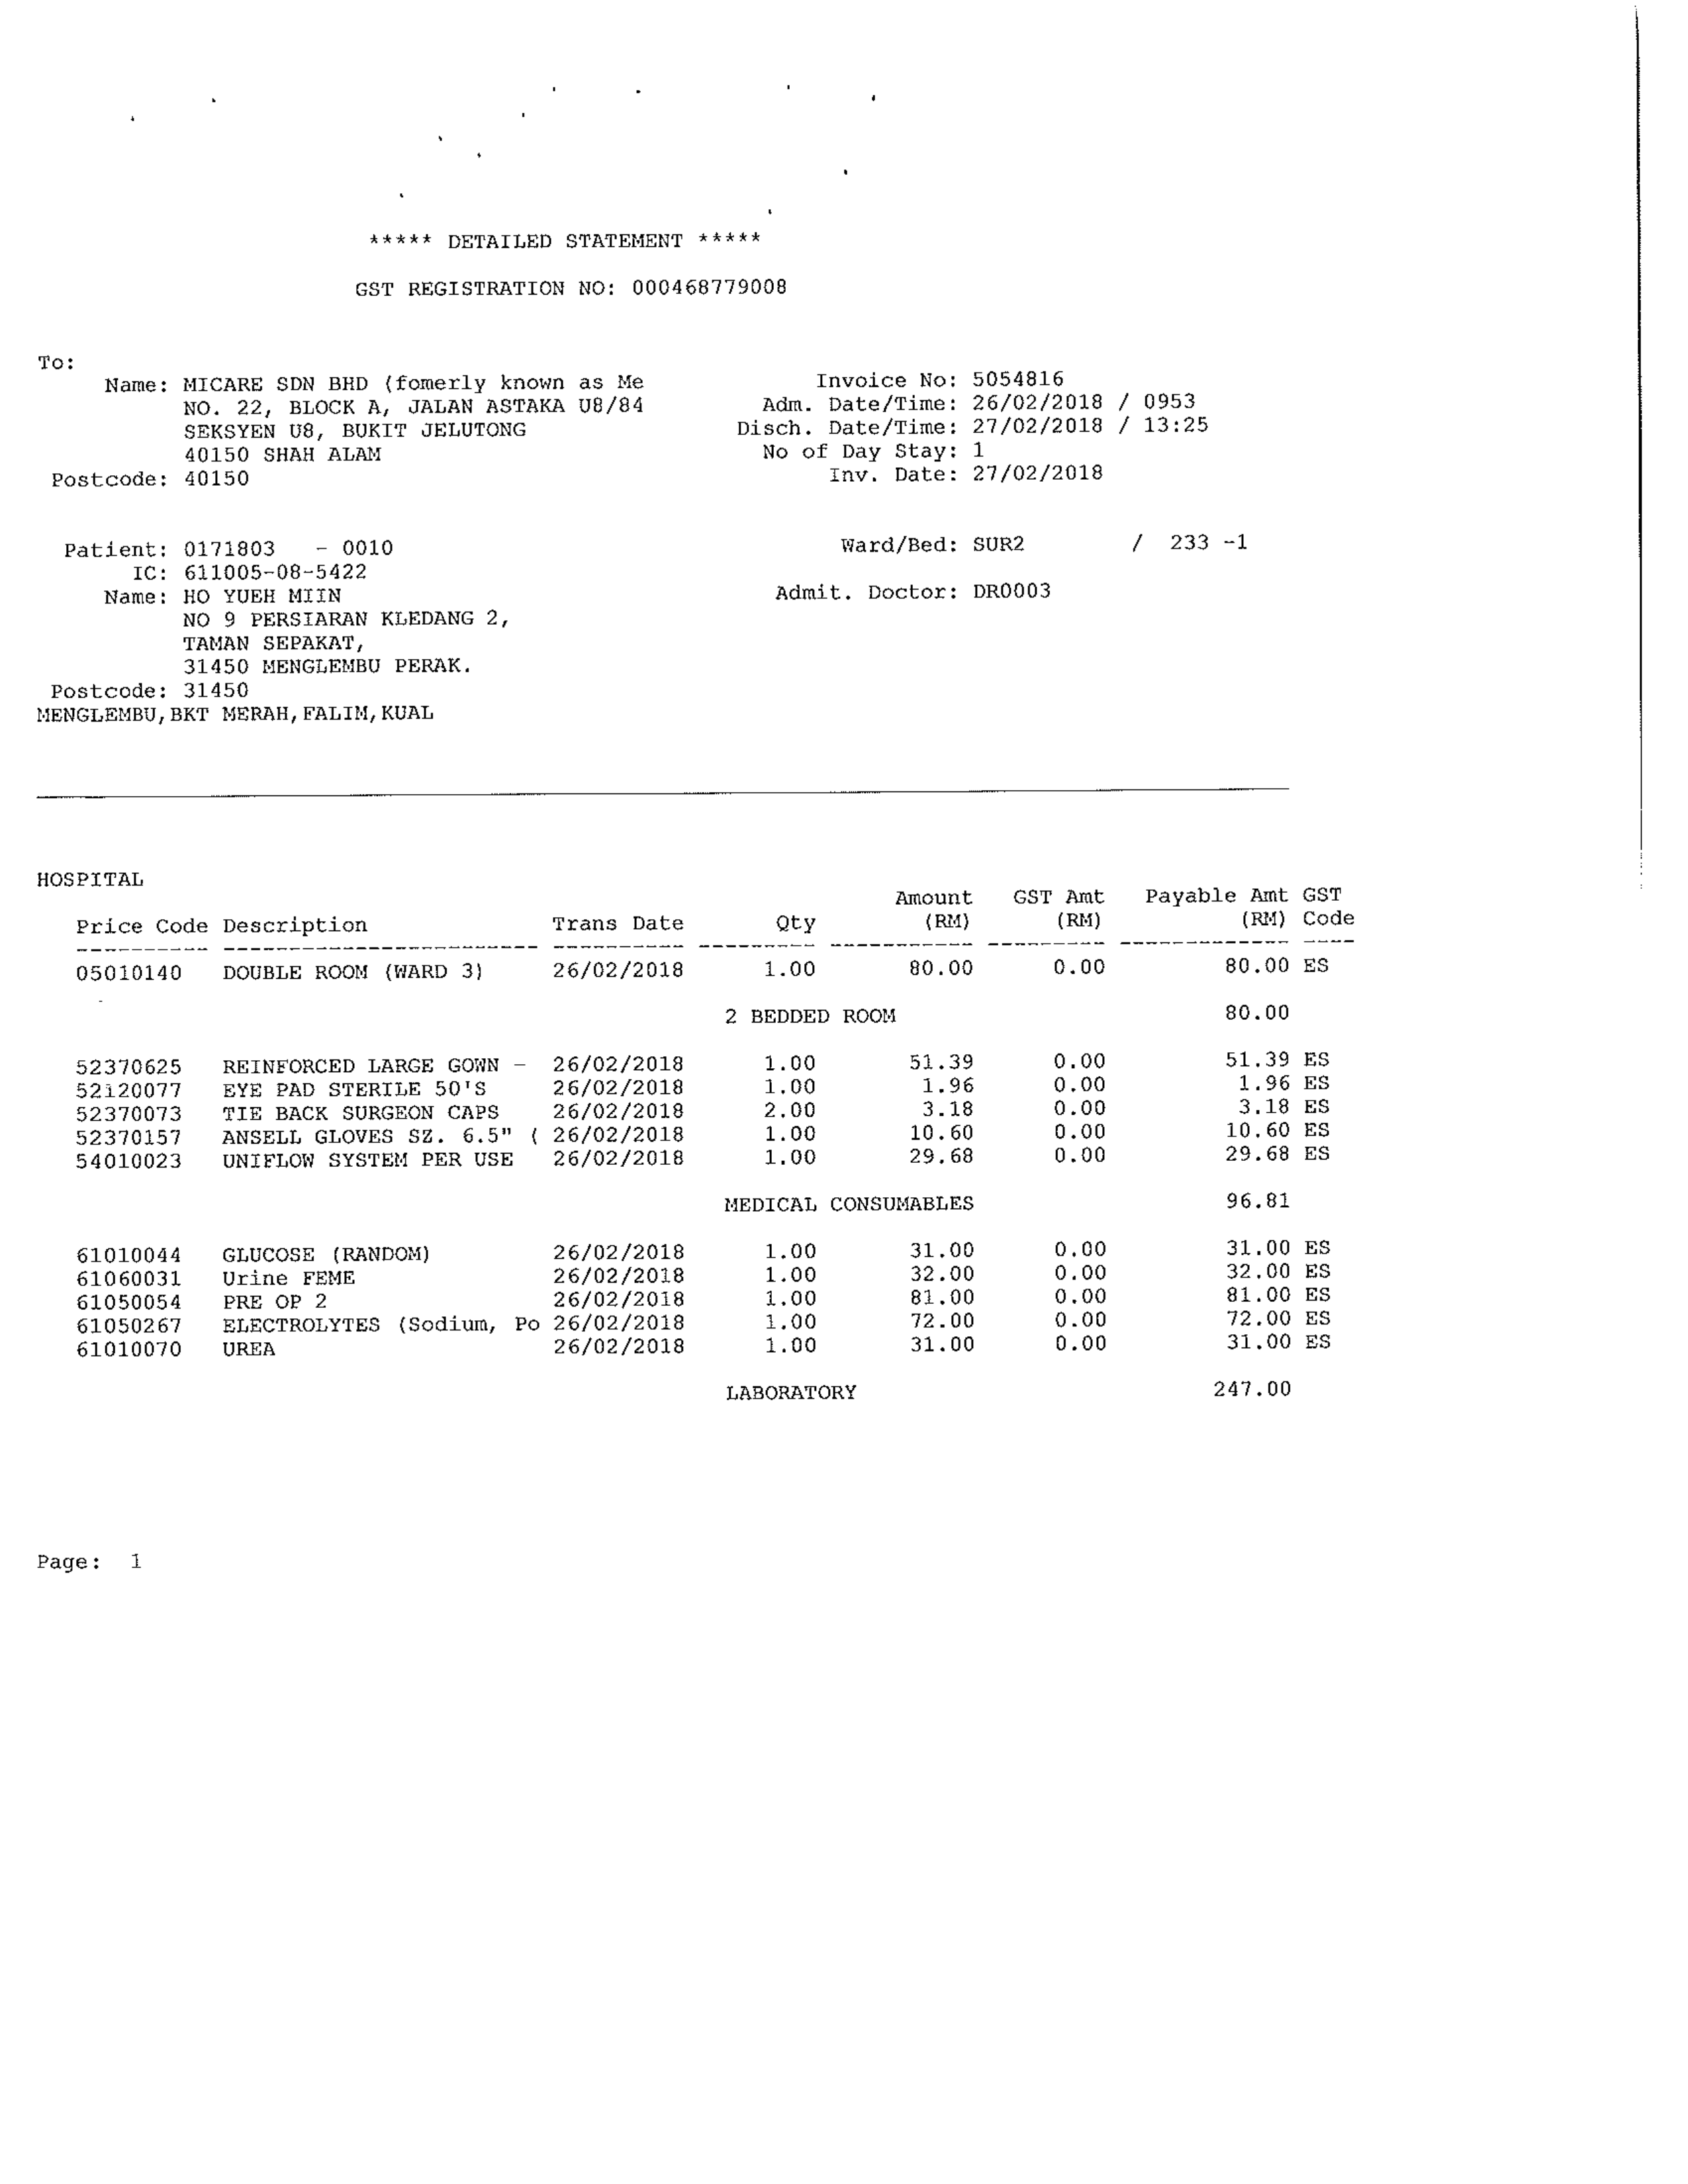 ***** DETAILED STATEMENT *****
GST REGISTRATION NO: 000468779008
To:
Name: MICARE SDN BHD (fomerly known as Me
NO. 22, BLOCK A, JALAN ASTAKA U8/84
SEKSYEN U8, BUKIT JELUTONG
40150 SHAH ALAM
Postcode: 40150
Invoice No: 5054816
Adm. Date/Time: 26/02/2018 / 0953
Disch. Date/Time: 27/02/2018 / 13:25
No of Day Stay: 1
Inv. Date: 27/02/2018
Patient: 0171803 - 0010
IC: 611005-08-5422
Name: HO YUEH MIIN
NO 9 PERSIARAN KLEDANG 2,
TAMAN SEPAKAT,
31450 MENGLEMBU PERAK.
Postcode: 31450
MENGLEMBU,BKT MERAH,FALIM,KUAL
Ward/Bed: SUR2 / 233 -1
Admit. Doctor: DR0003
HOSPITAL
Amount GST Amt Payable Amt GST
Price Code Description Trans Date Qty (RM) (RM) (RM) Code
05010140 DOUBLE ROOM (WARD 3) 26/02/2018 1.00 80.00 0.00 80.00 ES
2 BEDDED ROOM 80.00
52370625 REINFORCED LARGE GOWN - 26/02/2018 1.00 51.39 0.00 51.39 ES
52120077 EYE PAD STERILE 50'S 26/02/2018 1.00 1.96 0.00 1.96 ES
52370073 TIE BACK SURGEON CAPS 26/02/2018 2.00 3.18 0.00 3.18 ES
52370157 ANSELL GLOVES SZ. 6.5" ( 26/02/2018 1.00 10.60 0.00 10.60 ES
54010023 UNIFLOW SYSTEM PER USE 26/02/2018 1.00 29.68 0.00 29.68 ES
MEDICAL CONSUMABLES 96.81
61010044 GLUCOSE (RANDOM) 26/02/2018 1.00 31.00 0.00 31.00 ES
61060031 Urine FEME 26/02/2018 1.00 32.00 0.00 32.00 ES
61050054 PRE OP 2 26/02/2018 1.00 81.00 0.00 81.00 ES
61050267 ELECTROLYTES (Sodium, Po 26/02/2018 1.00 72.00 0.00 72.00 ES
61010070 UREA 26/02/2018 1.00 31.00 0.00 31.00 ES
LABORATORY 247.00
Page: 1